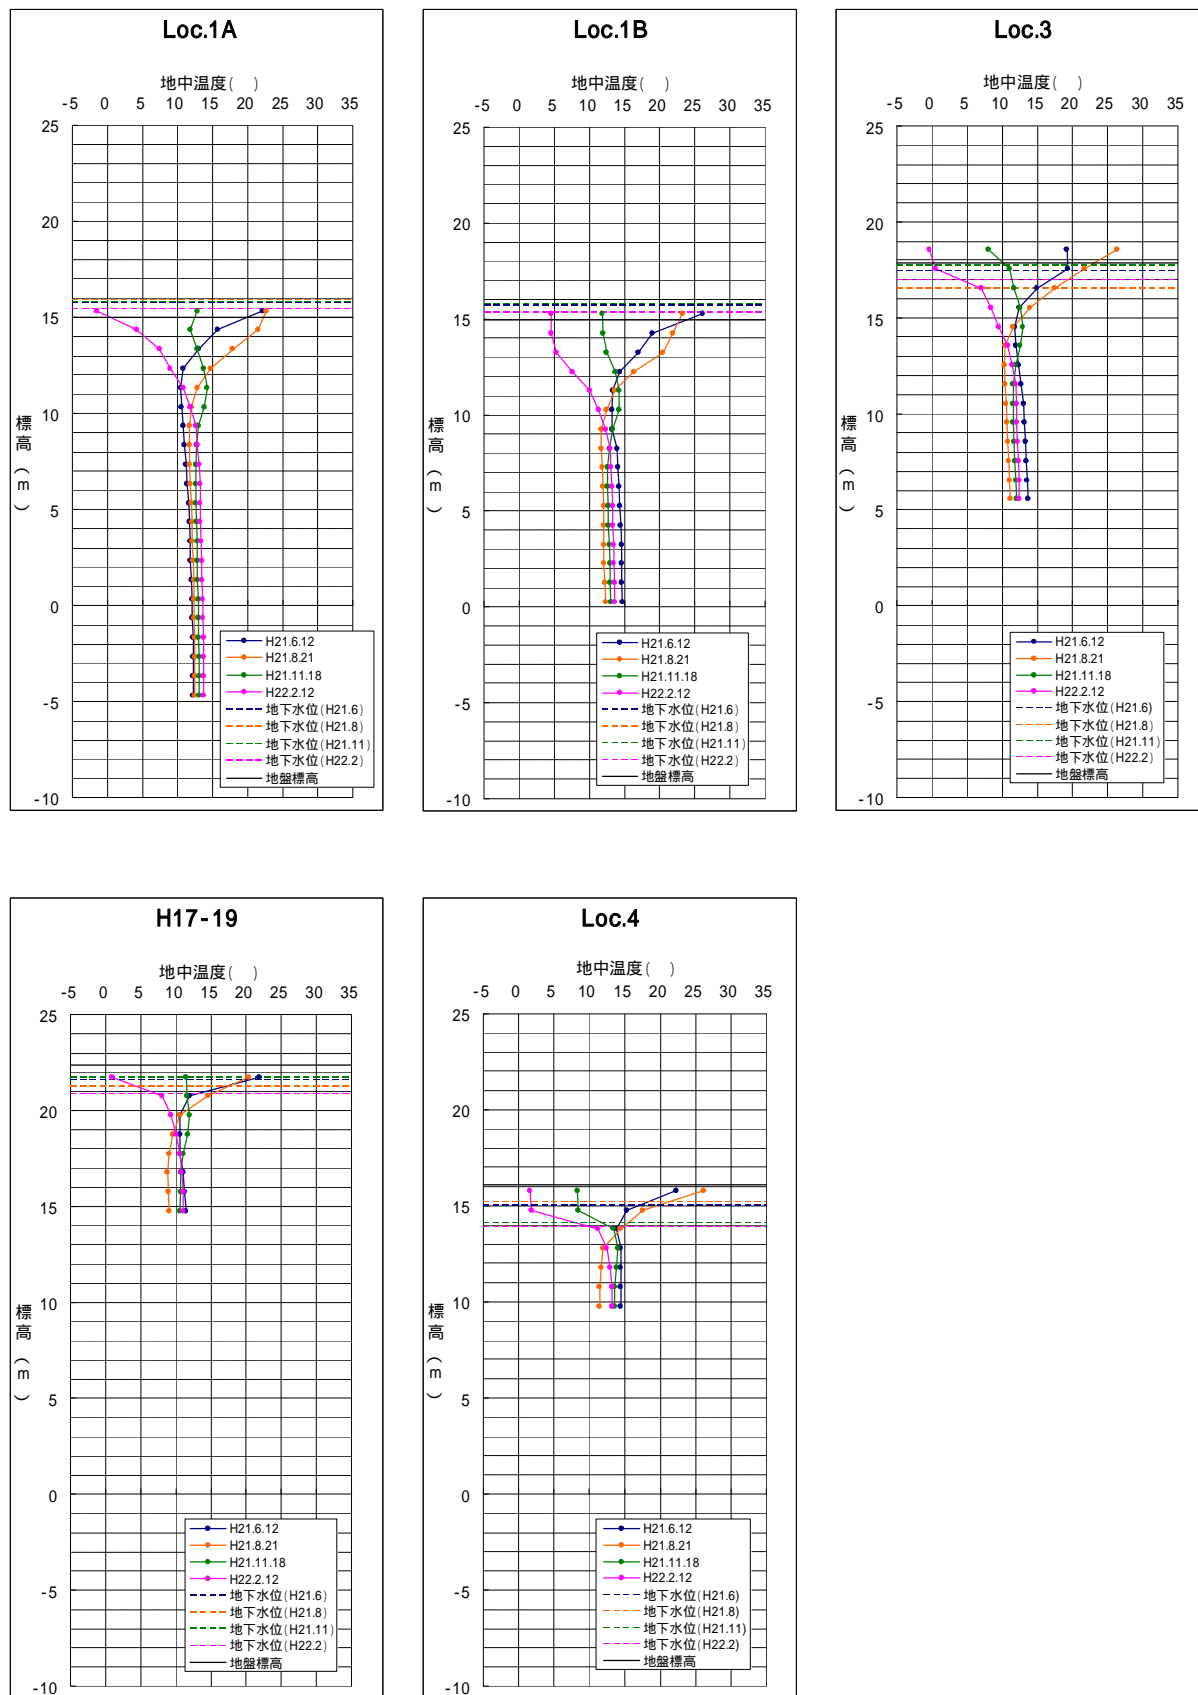 Loc.1A
地中温度(　)
-5 0 5 10 15 20 25 30 35
25
20
15
10
5
0
-5
-10
標高(m)
H21.6.12
H21.8.21
H21.11.18
H22.2.12
地下水位(H21.6)
地下水位(H21.8)
地下水位(H21.11)
地下水位(H22.2)
地盤標高
Loc.1B
地中温度(　)
-5 0 5 10 15 20 25 30 35
25
20
15
10
5
0
-5
-10
標高(m)
H21.6.12
H21.8.21
H21.11.18
H22.2.12
地下水位(H21.6)
地下水位(H21.8)
地下水位(H21.11)
地下水位(H22.2)
地盤標高
Loc.3
地中温度(　)
-5 0 5 10 15 20 25 30 35
25
20
15
10
5
0
-5
-10
標高(m)
H21.6.12
H21.8.21
H21.11.18
H22.2.12
地下水位(H21.6)
地下水位(H21.8)
地下水位(H21.11)
地下水位(H22.2)
地盤標高
H17-19
地中温度(　)
-5 0 5 10 15 20 25 30 35
25
20
15
10
5
0
-5
-10
標高(m)
H21.6.12
H21.8.21
H21.11.18
H22.2.12
地下水位(H21.6)
地下水位(H21.8)
地下水位(H21.11)
地下水位(H22.2)
地盤標高
Loc.4
地中温度(　)
-5 0 5 10 15 20 25 30 35
25
20
15
10
5
0
-5
-10
標高(m)
H21.6.12
H21.8.21
H21.11.18
H22.2.12
地下水位(H21.6)
地下水位(H21.8)
地下水位(H21.11)
地下水位(H22.2)
地盤標高